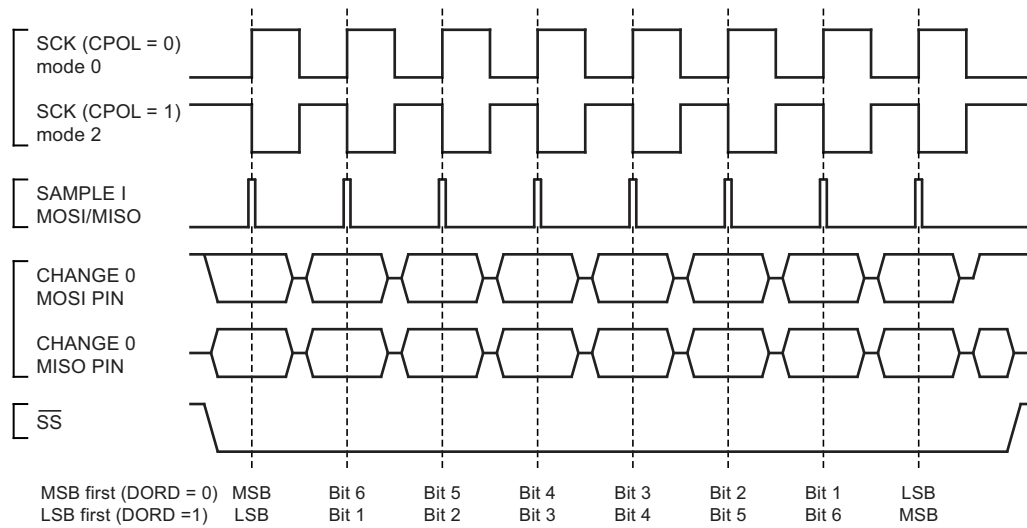 SCK (CPOL = 0)
mode 0
SCK (CPOL = 1)
mode 2
SAMPLE I
MOSI/MISO
CHANGE 0
MOSI PIN
CHANGE 0
MISO PIN
SS
MSB first (DORD = 0) MSB Bit 6 Bit 5 Bit 4 Bit 3 Bit 2 Bit 1 LSB
LSB first (DORD =1) LSB Bit 1 Bit 2 Bit 3 Bit 4 Bit 5 Bit 6 MSB